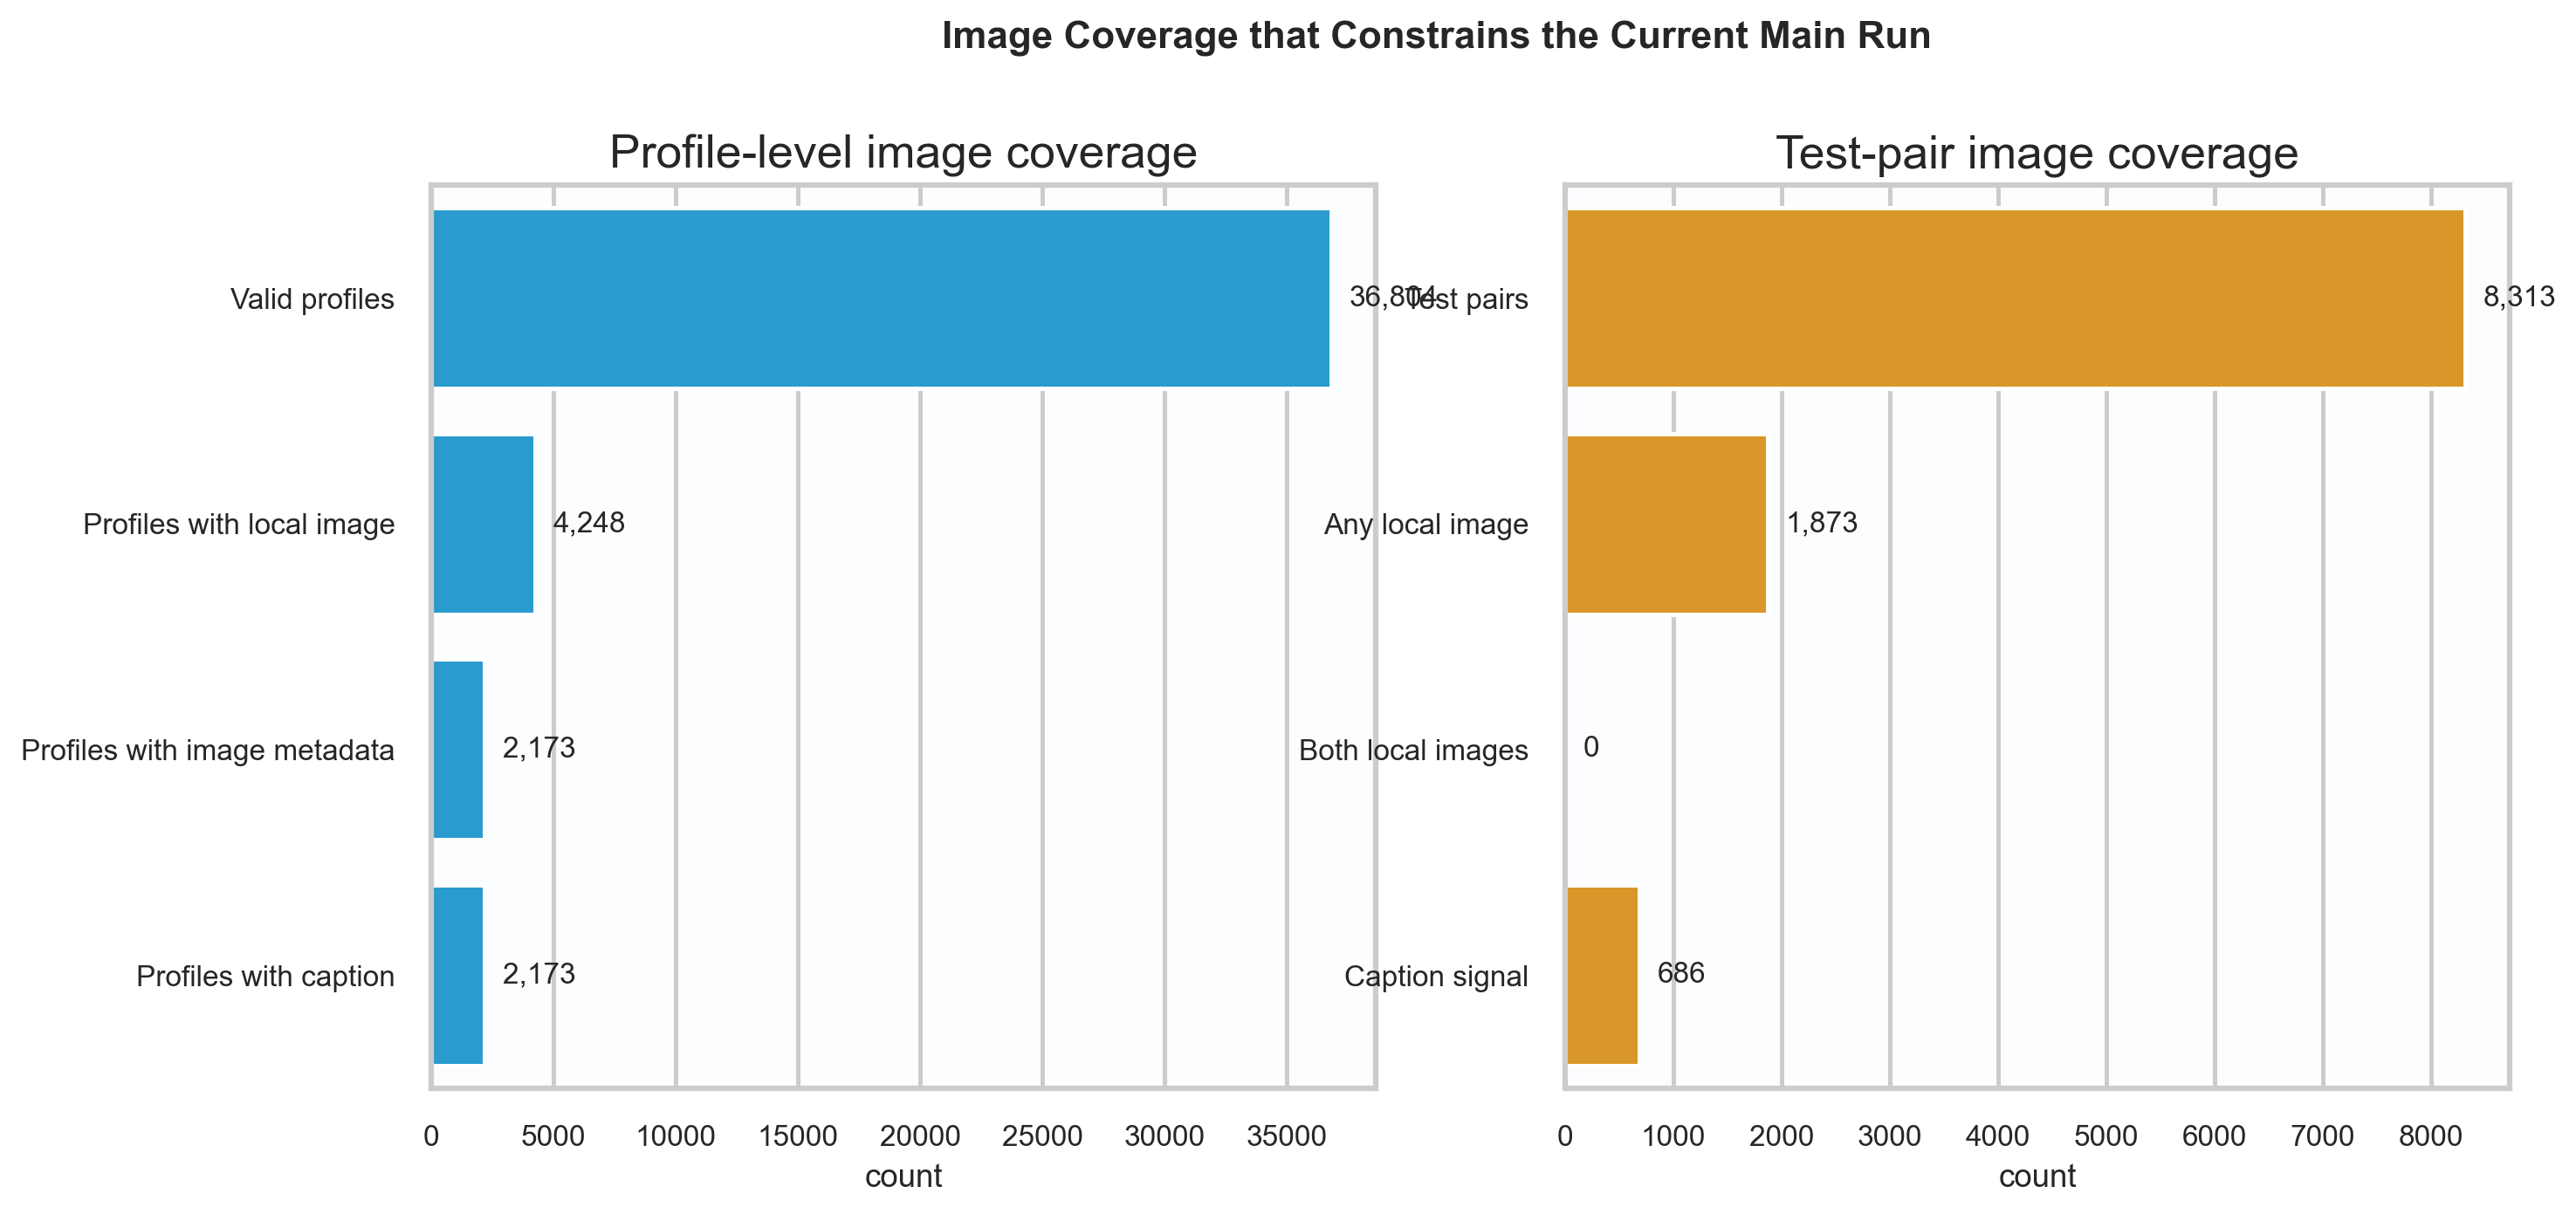 Image Coverage that Constrains the Current Main Run
Profile-level image coverage
Valid profiles
36,804
Profiles with local image
4,248
Profiles with image metadata
2,173
Profiles with caption
2,173
0 5000 10000 15000 20000 25000 30000 35000
count
Test-pair image coverage
Test pairs
8,313
Any local image
1,873
Both local images
0
Caption signal
686
0 1000 2000 3000 4000 5000 6000 7000 8000
count